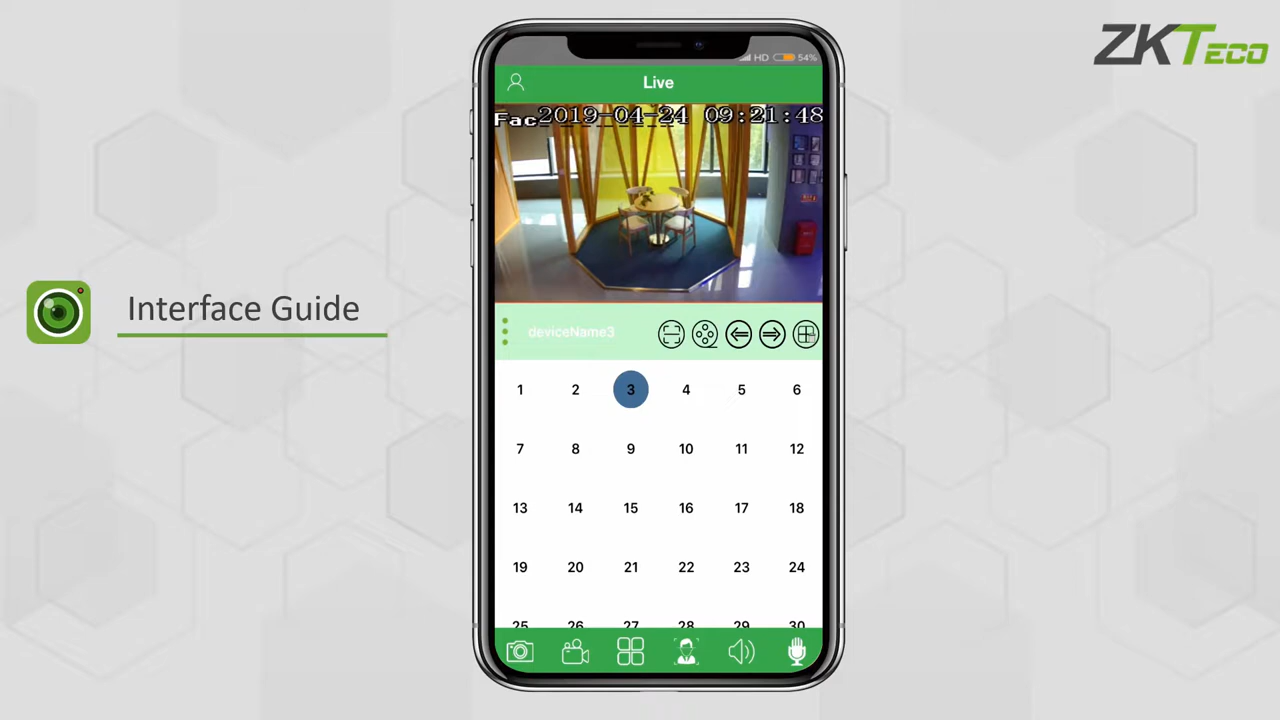 ZKTECO
HD 54%
Live
Fac 2019-04-24 09:21:48
Interface Guide
deviceName3
1 2 3 4 5 6
7 8 9 10 11 12
13 14 15 16 17 18
19 20 21 22 23 24
25 26 27 28 29 30